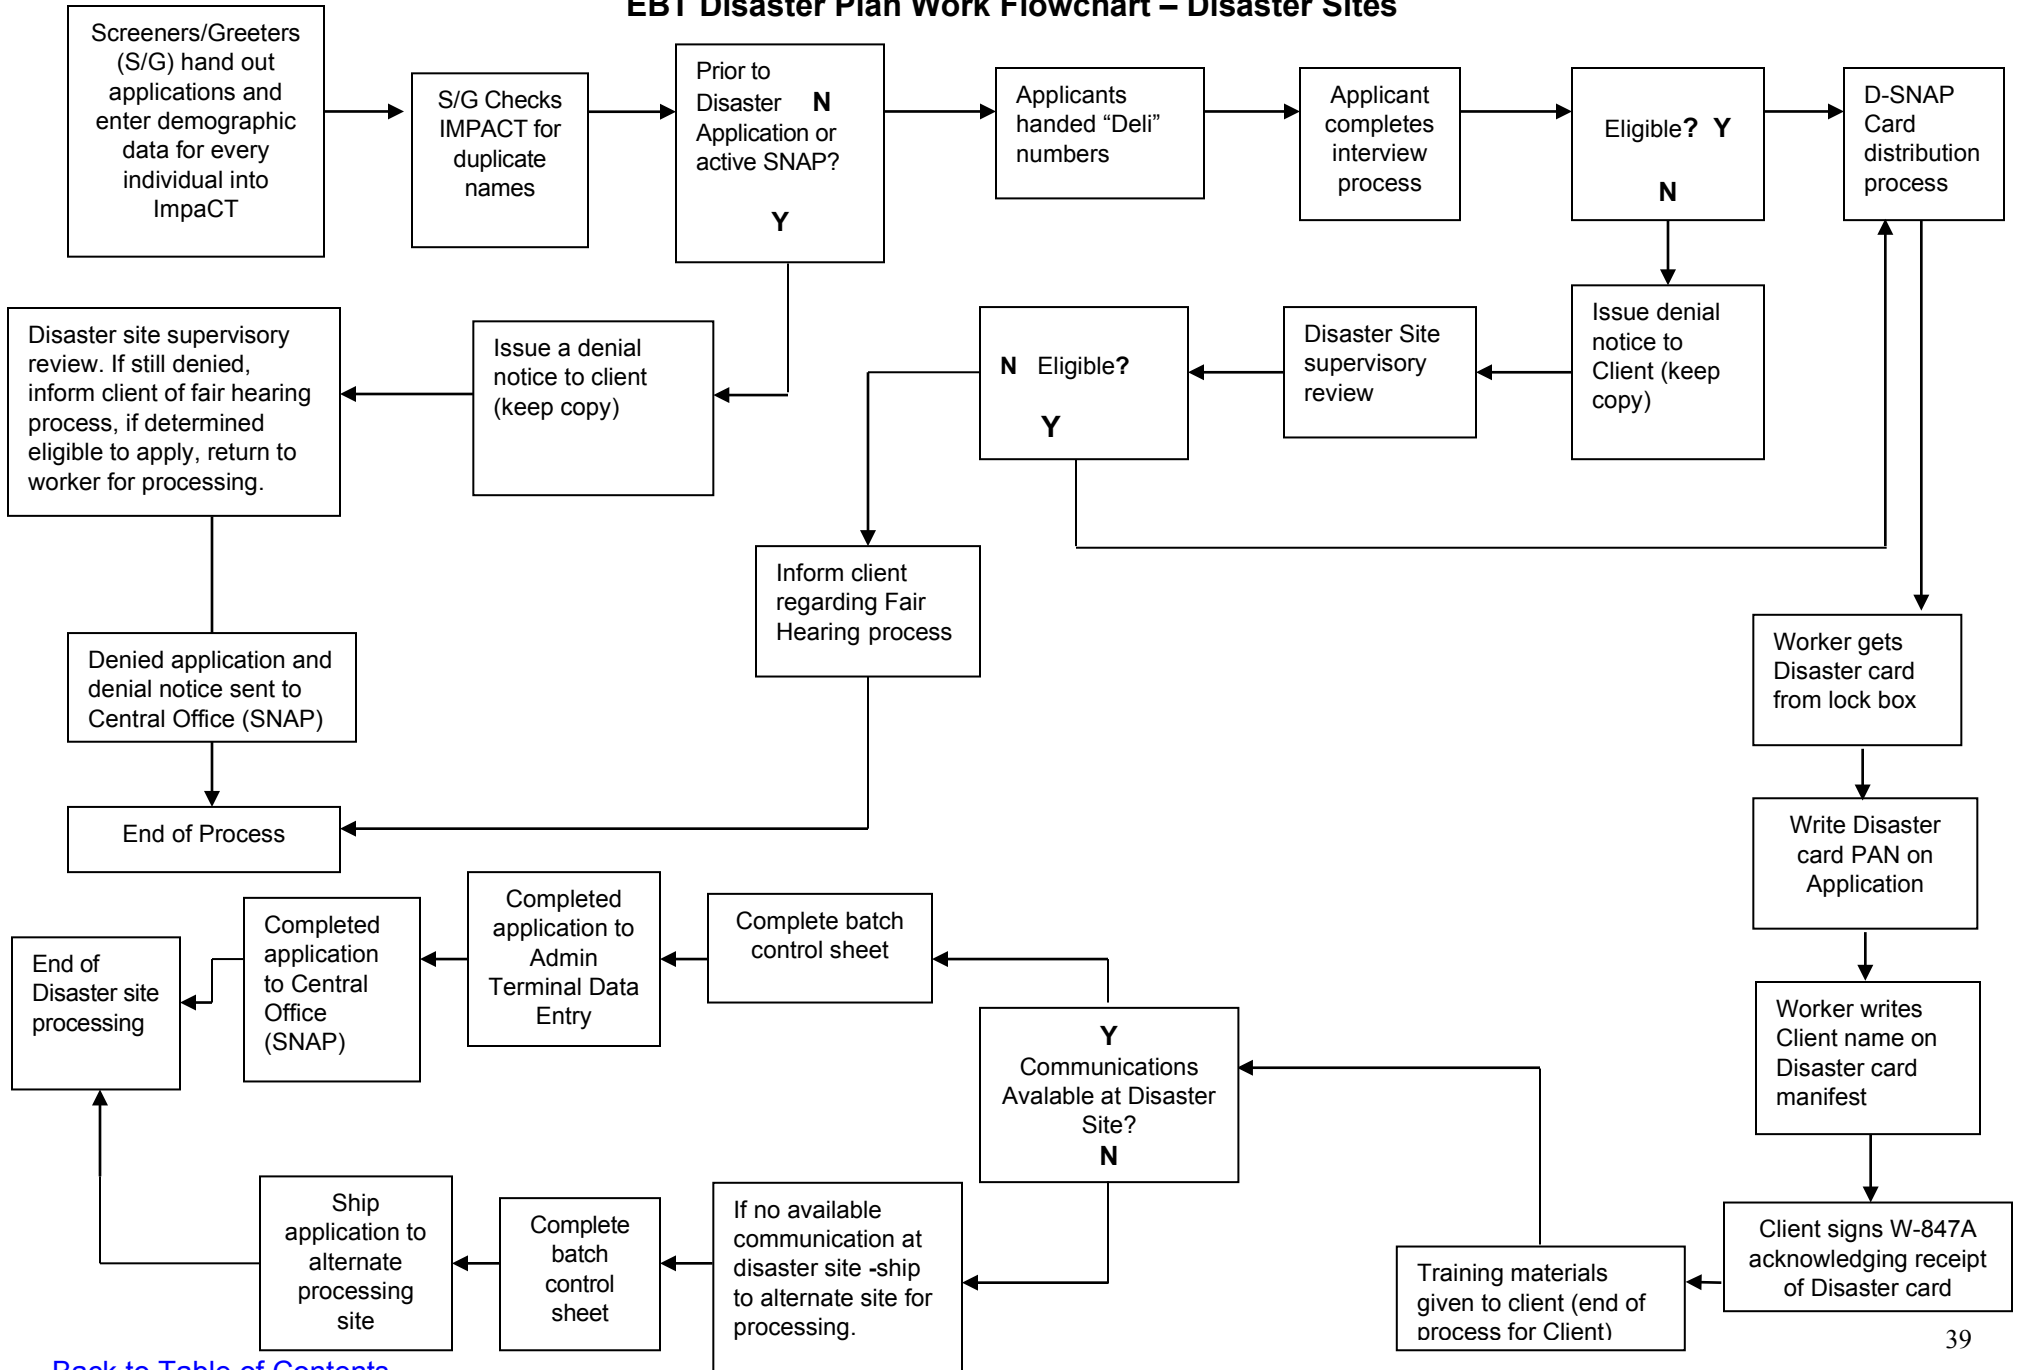 EBT Disaster Plan Work Flowchart – Disaster Sites
Screeners/Greeters
(S/G) hand out
applications and
enter demographic
data for every
individual into
ImpaCT
S/G Checks
IMPACT for
duplicate
names
Prior to
Disaster N
Application or
active SNAP?
Y
Applicants
handed “Deli”
numbers
Applicant
completes
interview
process
Eligible? Y
N
D-SNAP
Card
distribution
process
Disaster site supervisory
review. If still denied,
inform client of fair hearing
process, if determined
eligible to apply, return to
worker for processing.
Issue a denial
notice to client
(keep copy)
N Eligible?
Y
Disaster Site
supervisory
review
Issue denial
notice to
Client (keep
copy)
Inform client
regarding Fair
Hearing process
Denied application and
denial notice sent to
Central Office (SNAP)
End of Process
Worker gets
Disaster card
from lock box
Write Disaster
card PAN on
Application
Worker writes
Client name on
Disaster card
manifest
Client signs W-847A
acknowledging receipt
of Disaster card
Training materials
given to client (end of
process for Client)
Y
Communications
Avalable at Disaster
Site?
N
Complete batch
control sheet
Completed
application to
Admin
Terminal Data
Entry
Completed
application
to Central
Office
(SNAP)
End of
Disaster site
processing
If no available
communication at
disaster site -ship
to alternate site for
processing.
Complete
batch
control
sheet
Ship
application to
alternate
processing
site
39
Back to Table of Contents